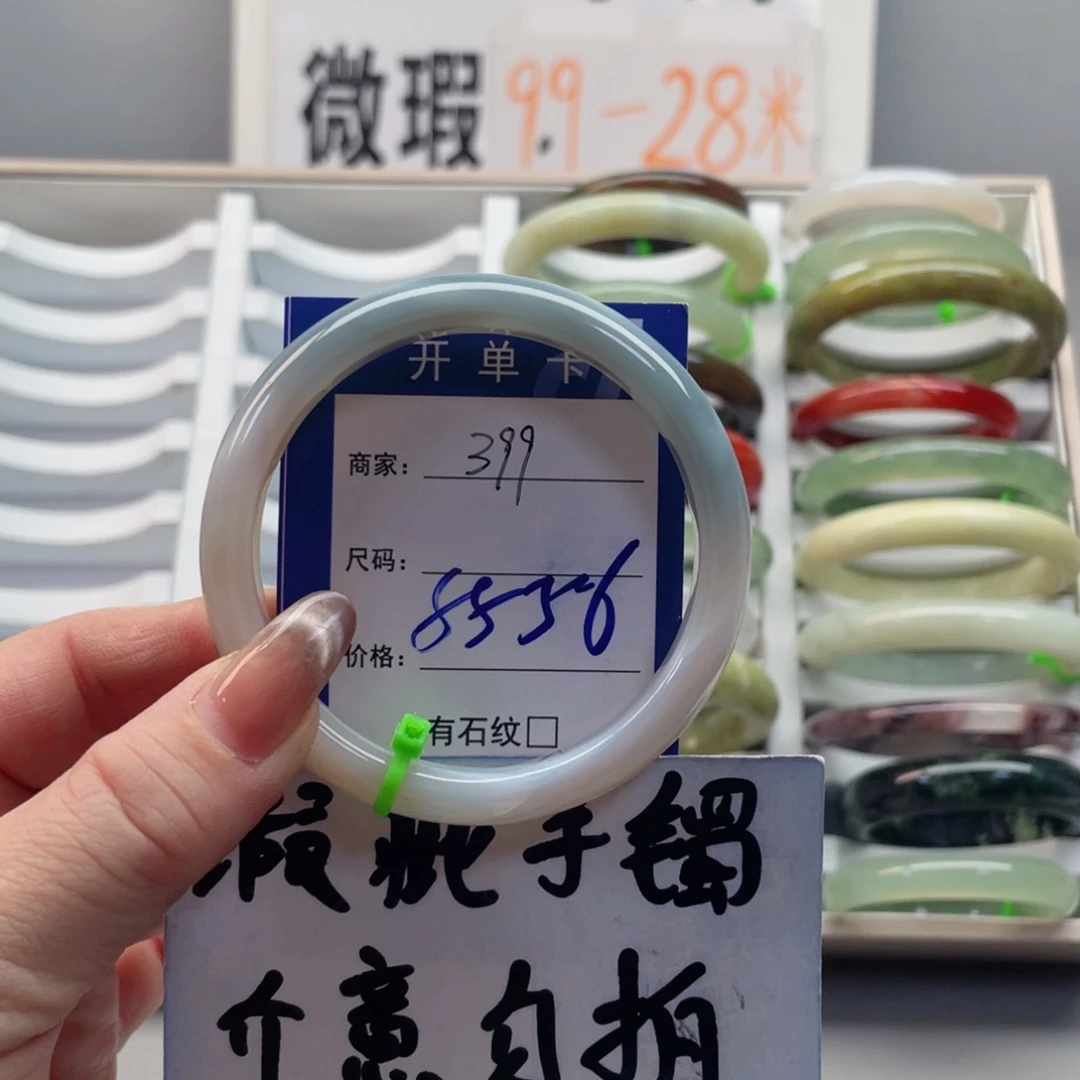 微瑕 9.9-28米
开单卡
商家: 399
尺码:
8556
价格:
有石纹□
瑕疵手镯
介意勿拍